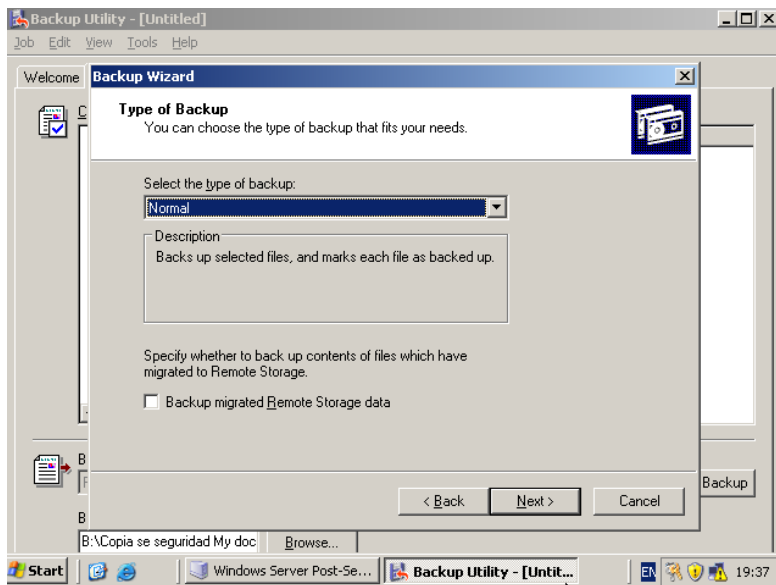 Backup Utility - [Untitled]
Job Edit View Tools Help
Welcome
Backup Wizard
Type of Backup
You can choose the type of backup that fits your needs.
Select the type of backup:
Normal
Description
Backs up selected files, and marks each file as backed up.
Specify whether to back up contents of files which have
migrated to Remote Storage.
Backup migrated Remote Storage data
< Back Next > Cancel
Backup
B:\Copia se seguridad My doc Browse...
Start Windows Server Post-Se... Backup Utility - [Untit... EN 19:37